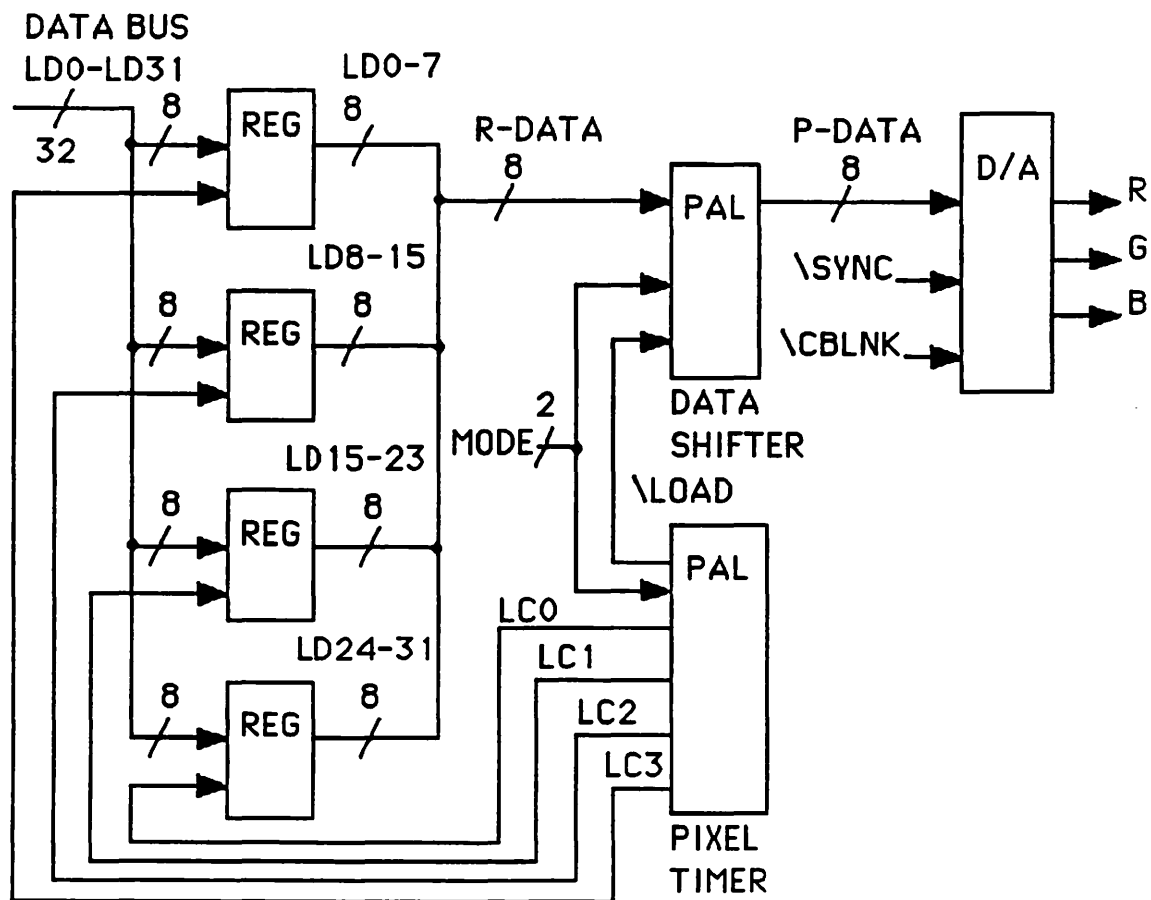 DATA BUS
LD0-LD31
32
8
REG
LD0-7
8
R-DATA
8
PAL
P-DATA
8
D/A
R
G
B
\SYNC
\CBLNK
LD8-15
8
REG
8
DATA
SHIFTER
2
MODE
LD15-23
8
REG
8
\LOAD
PAL
LC0
LC1
LC2
LC3
LD24-31
8
REG
8
PIXEL
TIMER